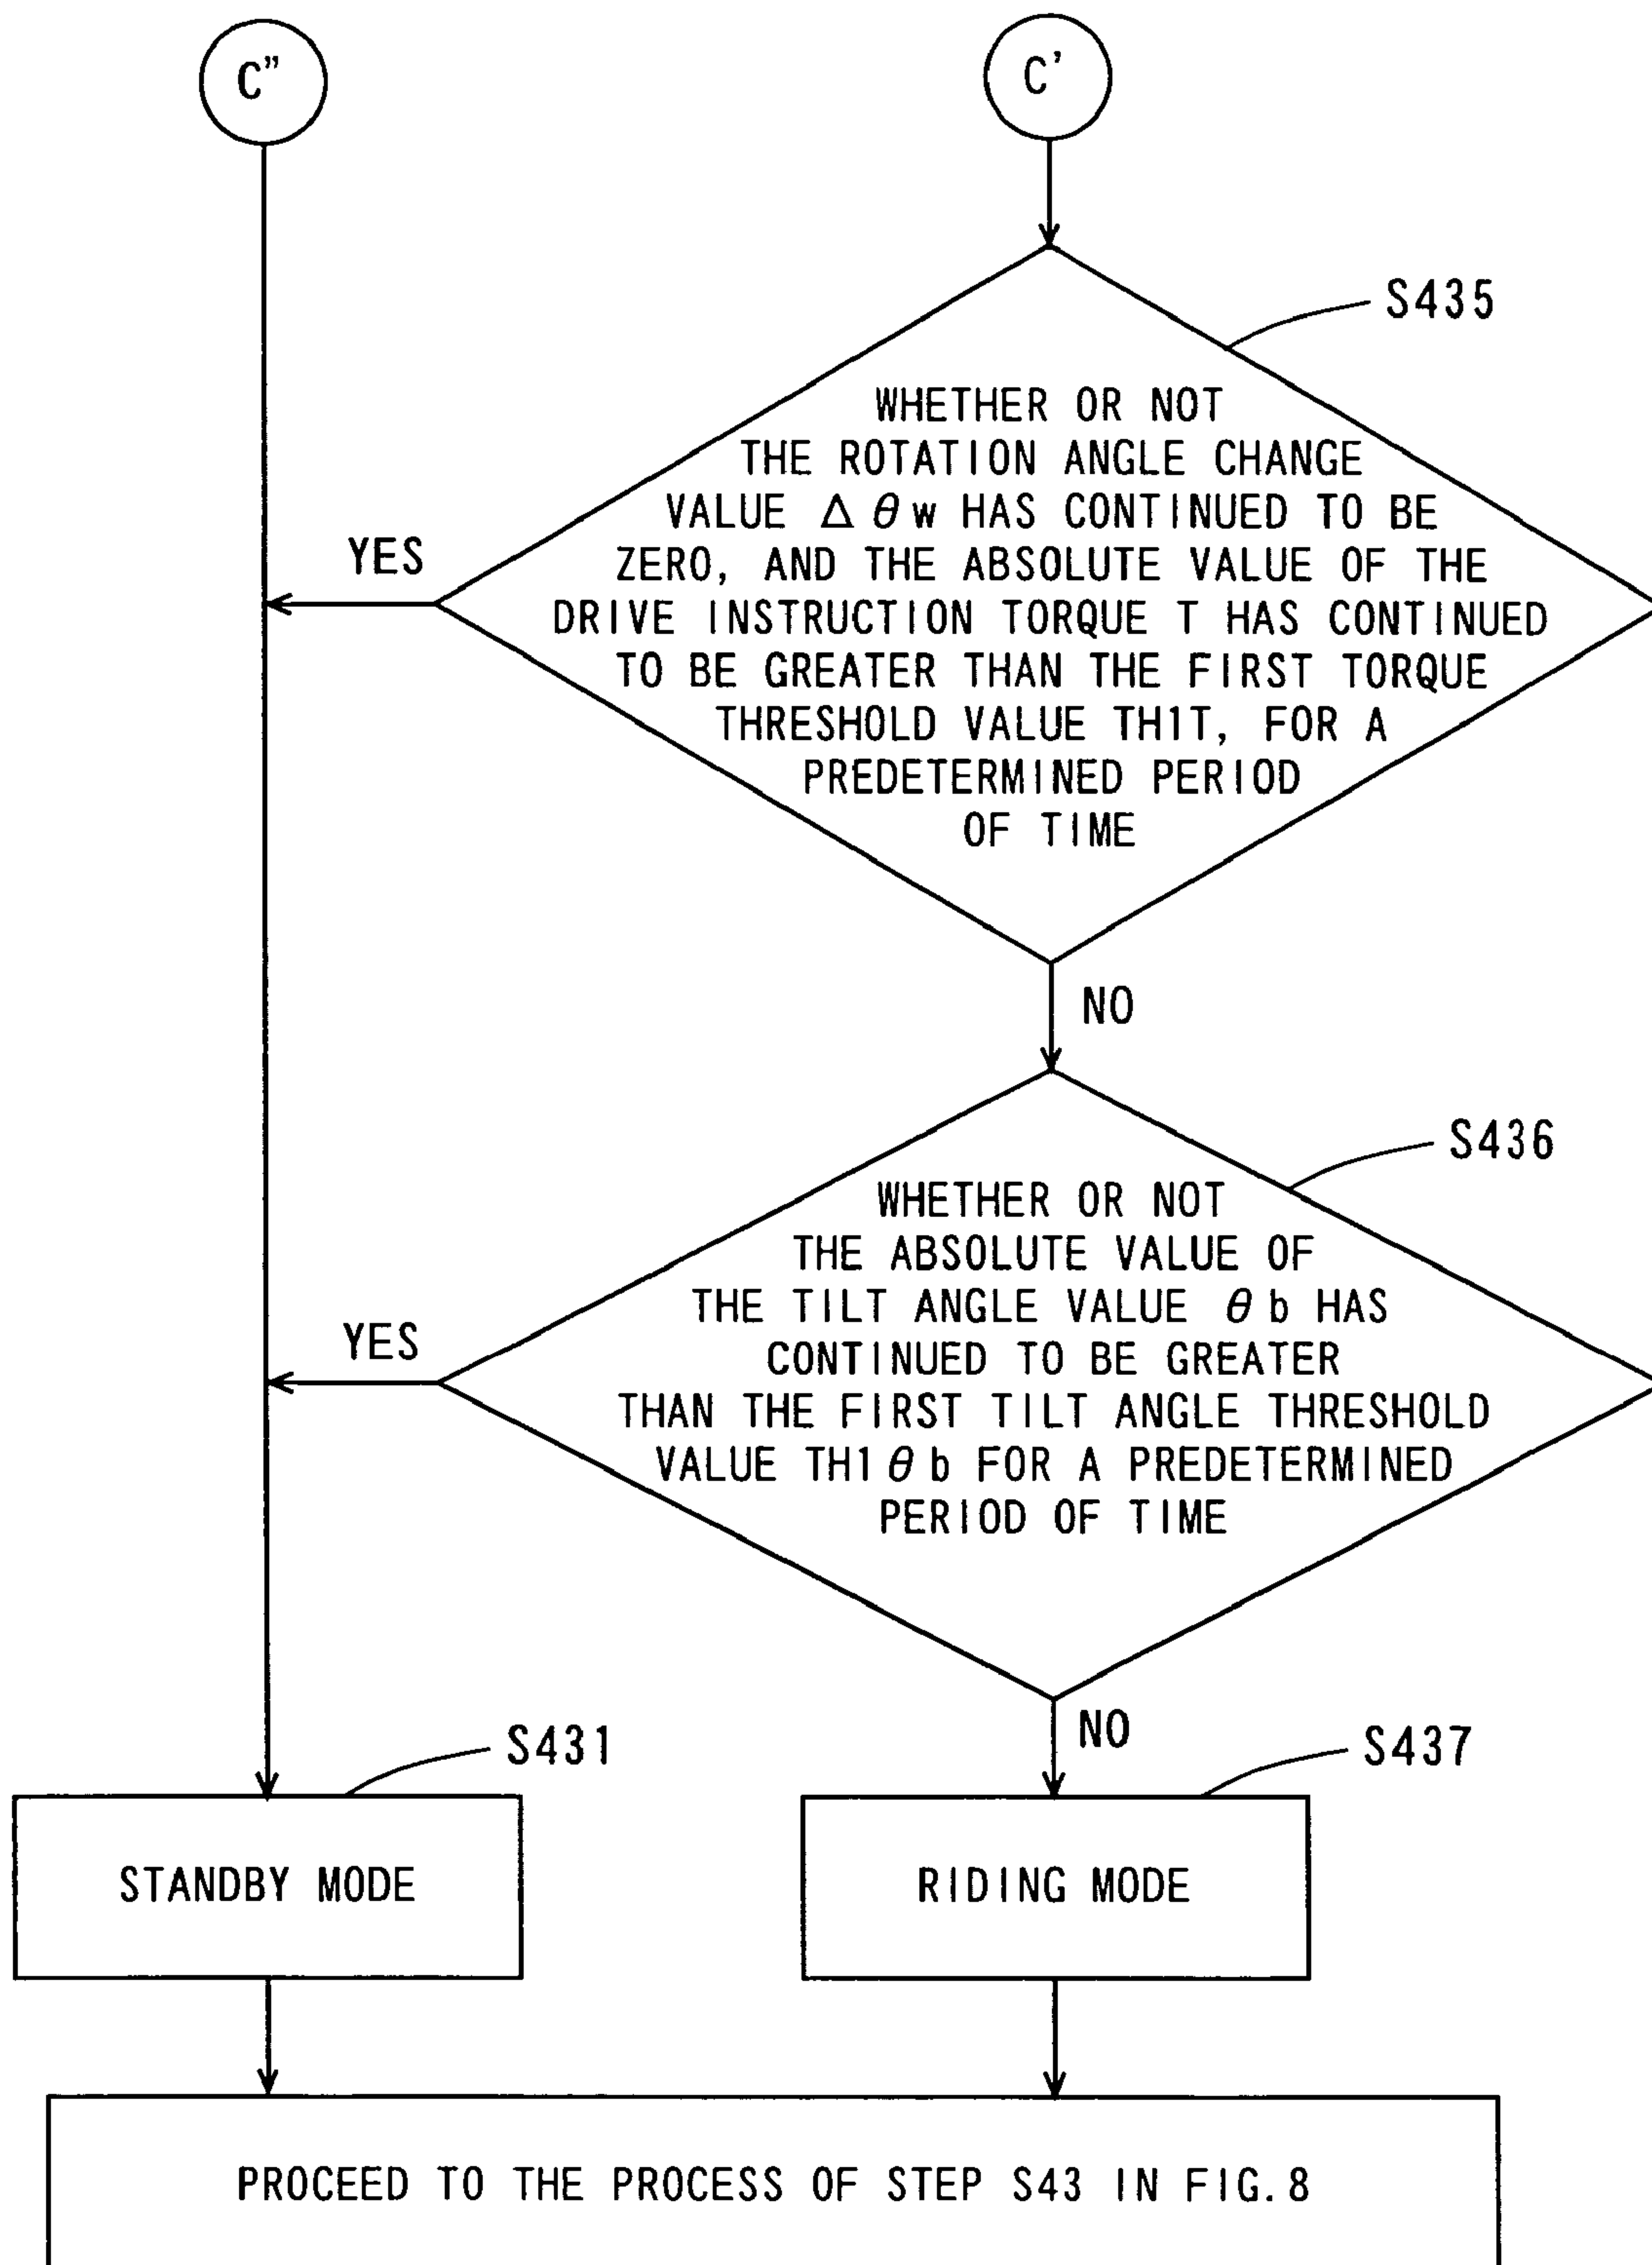 C"
C'
S435
WHETHER OR NOT
THE ROTATION ANGLE CHANGE
VALUE Δθw HAS CONTINUED TO BE
ZERO, AND THE ABSOLUTE VALUE OF THE
DRIVE INSTRUCTION TORQUE T HAS CONTINUED
TO BE GREATER THAN THE FIRST TORQUE
THRESHOLD VALUE TH1T, FOR A
PREDETERMINED PERIOD
OF TIME
YES
NO
S436
WHETHER OR NOT
THE ABSOLUTE VALUE OF
THE TILT ANGLE VALUE θb HAS
CONTINUED TO BE GREATER
THAN THE FIRST TILT ANGLE THRESHOLD
VALUE TH1θb FOR A PREDETERMINED
PERIOD OF TIME
YES
NO
S431
S437
STANDBY MODE
RIDING MODE
PROCEED TO THE PROCESS OF STEP S43 IN FIG.8